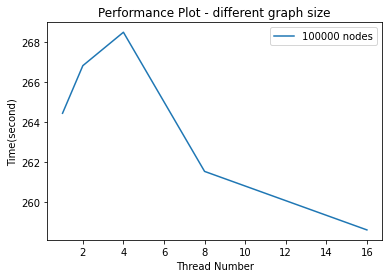 Performance Plot - different graph size
100000 nodes
268
266
264
262
260
Time(second)
2 4 6 8 10 12 14 16
Thread Number